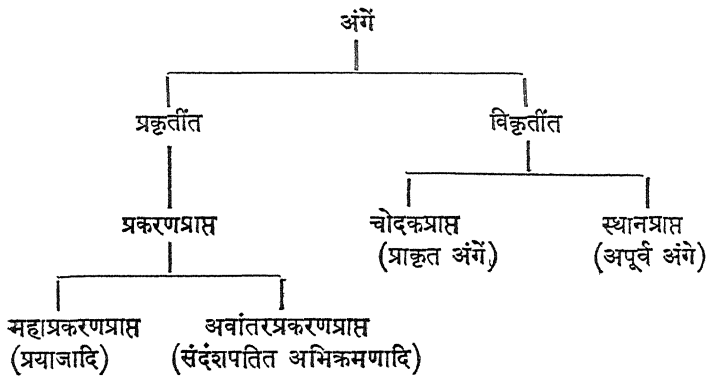 अंगें
प्रकृतींत विकृतींत
प्रकरणप्राप्त चोदकप्राप्त स्थानप्राप्त
(प्राकृत अंगें) (अपूर्व अंगे)
महाप्रकरणप्राप्त अवांतरप्रकरणप्राप्त
(प्रयाजादि) (संदंशपतित अभिक्रमणादि)